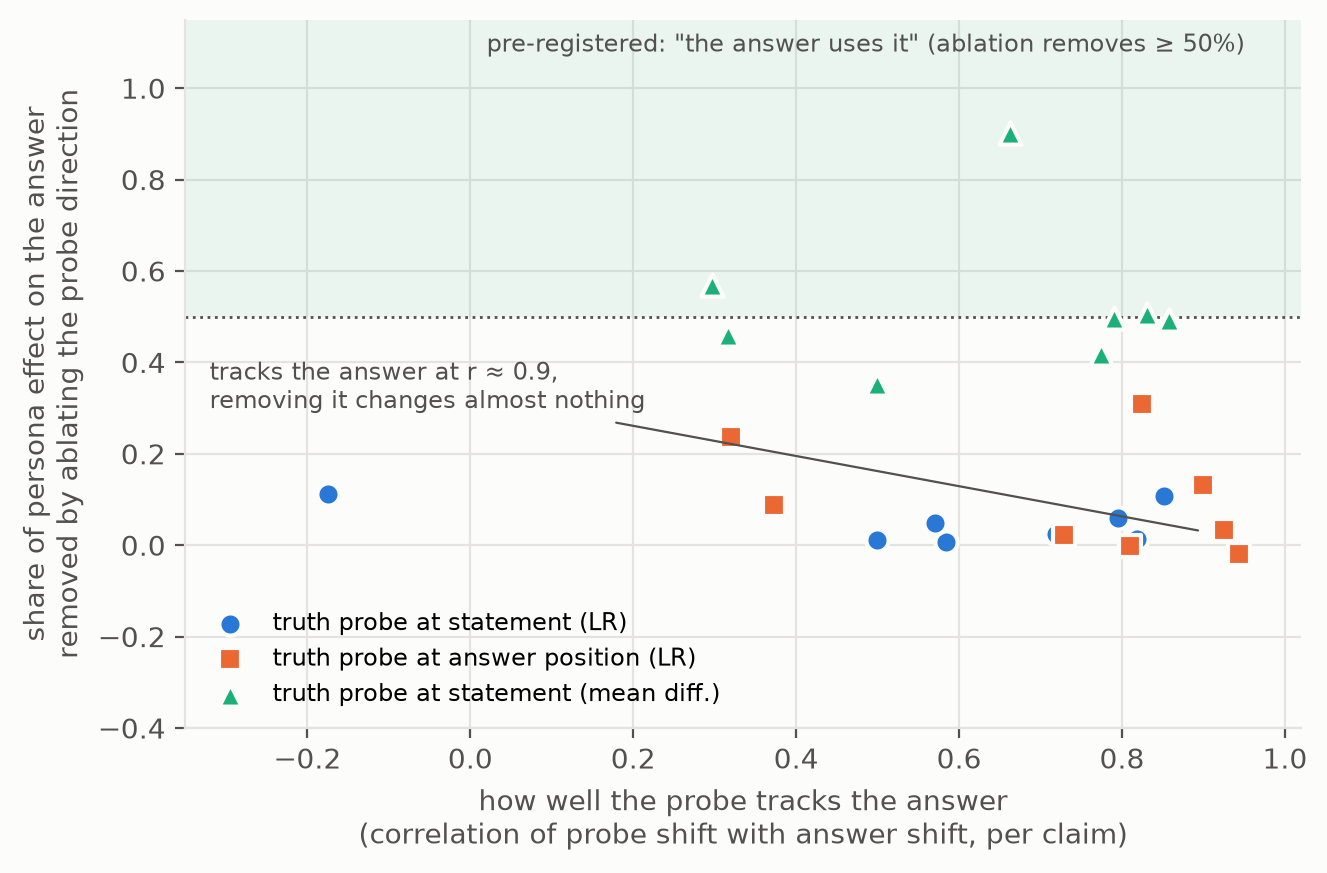 pre-registered: "the answer uses it" (ablation removes ≥ 50%)
share of persona effect on the answer
removed by ablating the probe direction
1.0
0.8
0.6
0.4
0.2
0.0
−0.2
−0.4
tracks the answer at r ≈ 0.9,
removing it changes almost nothing
truth probe at statement (LR)
truth probe at answer position (LR)
truth probe at statement (mean diff.)
−0.2 0.0 0.2 0.4 0.6 0.8 1.0
how well the probe tracks the answer
(correlation of probe shift with answer shift, per claim)